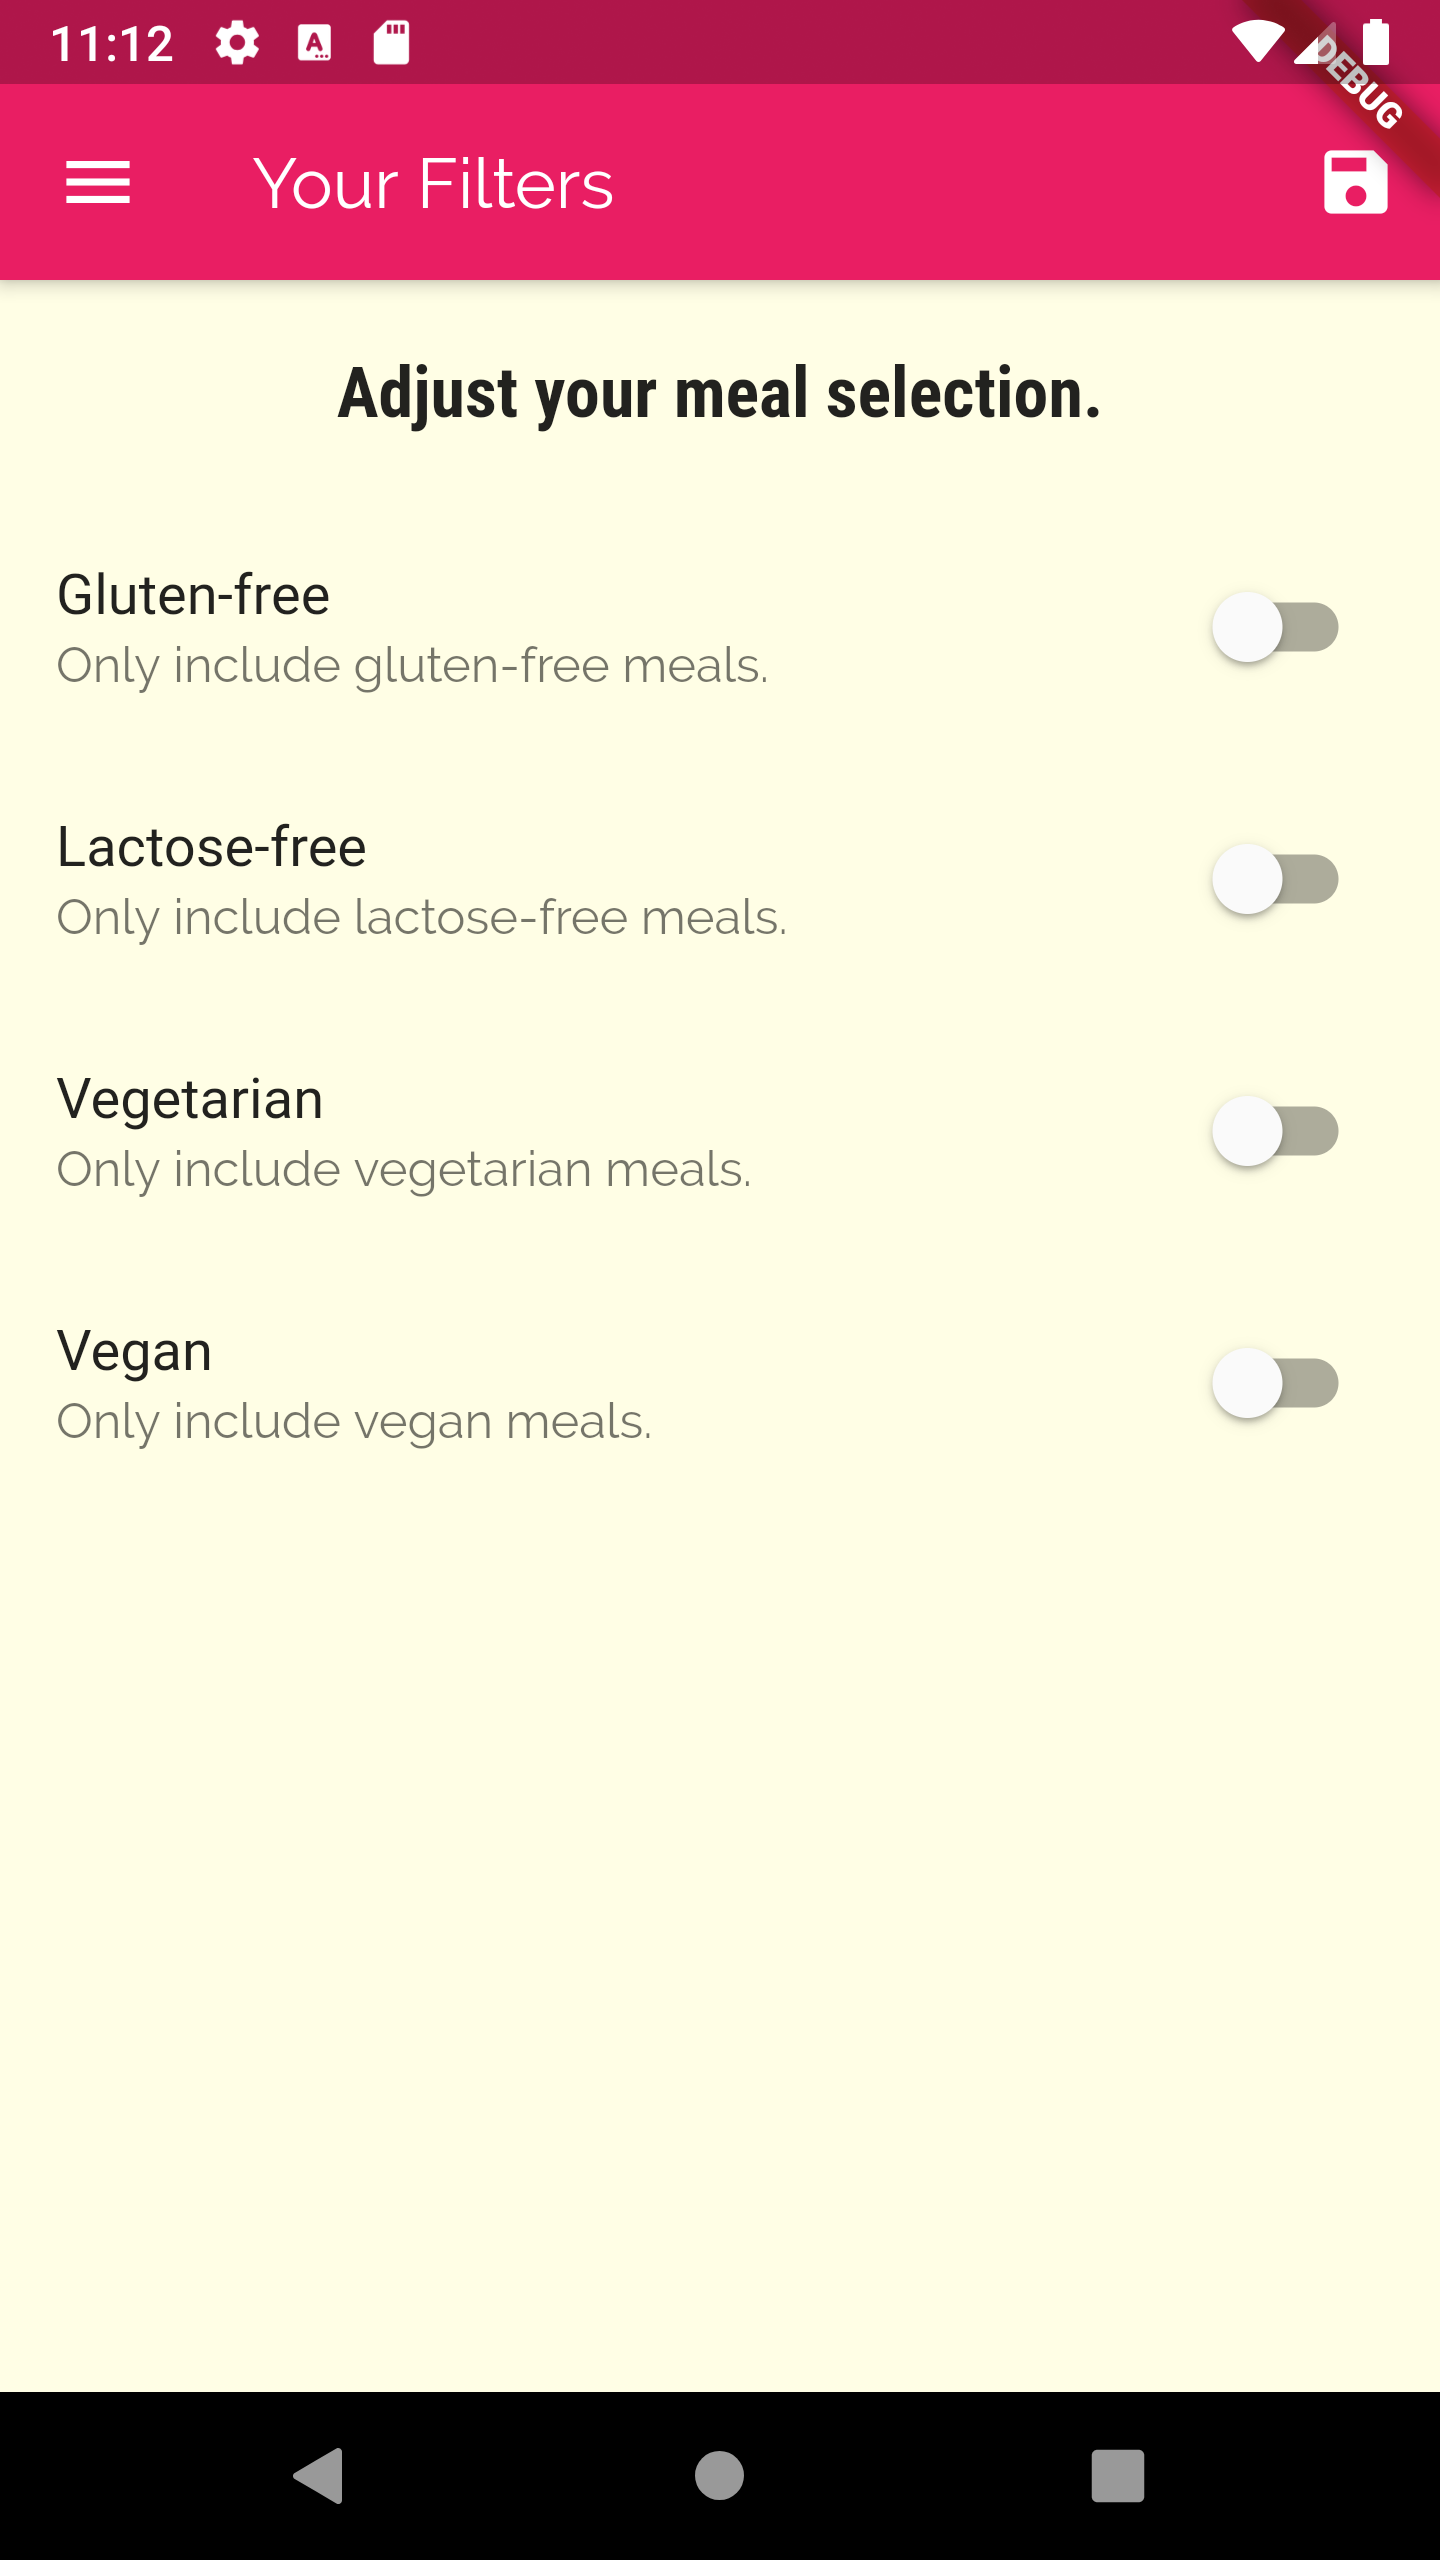 11:12
DEBUG
Your Filters
Adjust your meal selection.
Gluten-free
Only include gluten-free meals.
Lactose-free
Only include lactose-free meals.
Vegetarian
Only include vegetarian meals.
Vegan
Only include vegan meals.